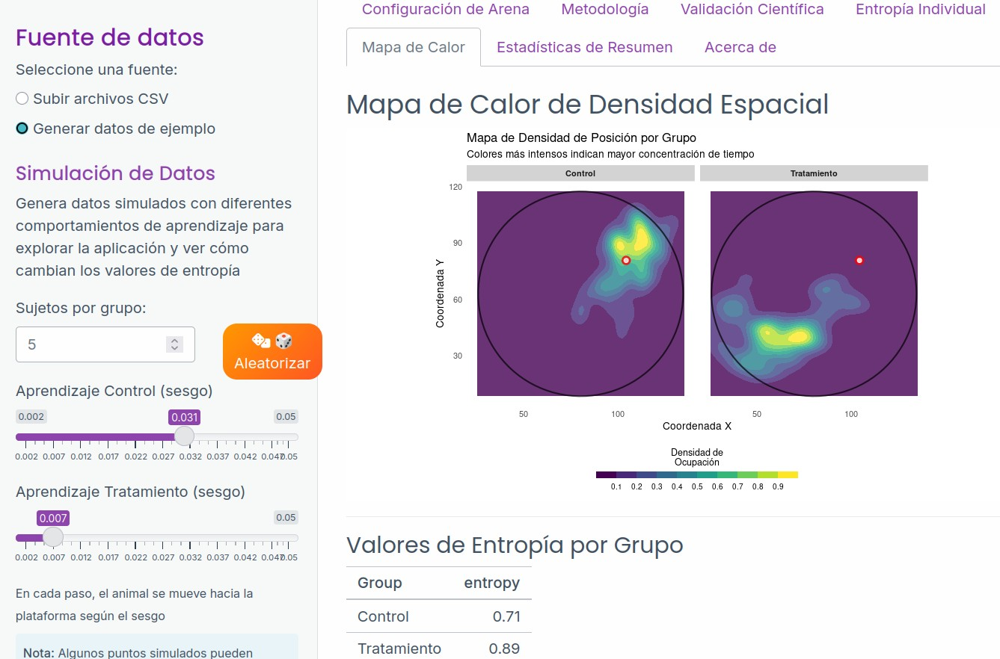 Fuente de datos
Seleccione una fuente:
Subir archivos CSV
Generar datos de ejemplo
Simulación de Datos
Genera datos simulados con diferentes
comportamientos de aprendizaje para
explorar la aplicación y ver cómo
cambian los valores de entropía
Sujetos por grupo:
5
Aleatorizar
Aprendizaje Control (sesgo)
0.002 0.031 0.05
0.002 0.007 0.012 0.017 0.022 0.027 0.032 0.037 0.042 0.047 0.05
Aprendizaje Tratamiento (sesgo)
0.007 0.05
0.002 0.007 0.012 0.017 0.022 0.027 0.032 0.037 0.042 0.047 0.05
En cada paso, el animal se mueve hacia la
plataforma según el sesgo
Nota: Algunos puntos simulados pueden
Configuración de Arena Metodología Validación Científica Entropía Individual
Mapa de Calor Estadísticas de Resumen Acerca de
Mapa de Calor de Densidad Espacial
Mapa de Densidad de Posición por Grupo
Colores más intensos indican mayor concentración de tiempo
Control Tratamiento
120
90
60
30
Coordenada Y
50 100 50 100
Coordenada X
Densidad de
Ocupación
0.1 0.2 0.3 0.4 0.5 0.6 0.7 0.8 0.9
Valores de Entropía por Grupo
Group entropy
Control 0.71
Tratamiento 0.89